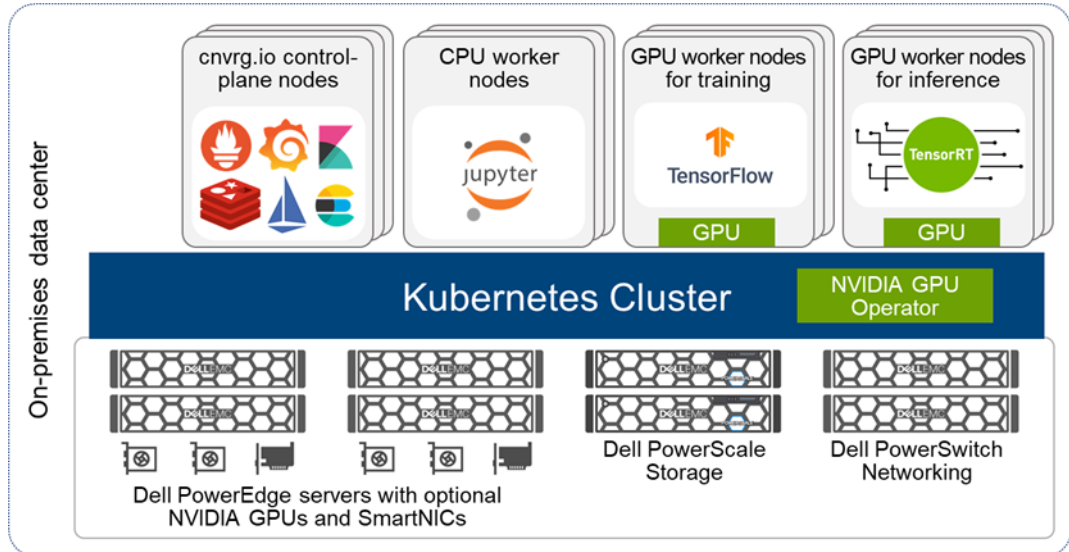 On-premises data center
cnvrg.io control-
plane nodes
CPU worker
nodes
jupyter
GPU worker nodes
for training
TensorFlow
GPU
GPU worker nodes
for inference
TensorRT
GPU
Kubernetes Cluster
NVIDIA GPU
Operator
DELLEMC
DELLEMC
DELLEMC
DELLEMC
DELLEMC
DELLEMC
DELLEMC
DELLEMC
Dell PowerEdge servers with optional
NVIDIA GPUs and SmartNICs
Dell PowerScale
Storage
Dell PowerSwitch
Networking